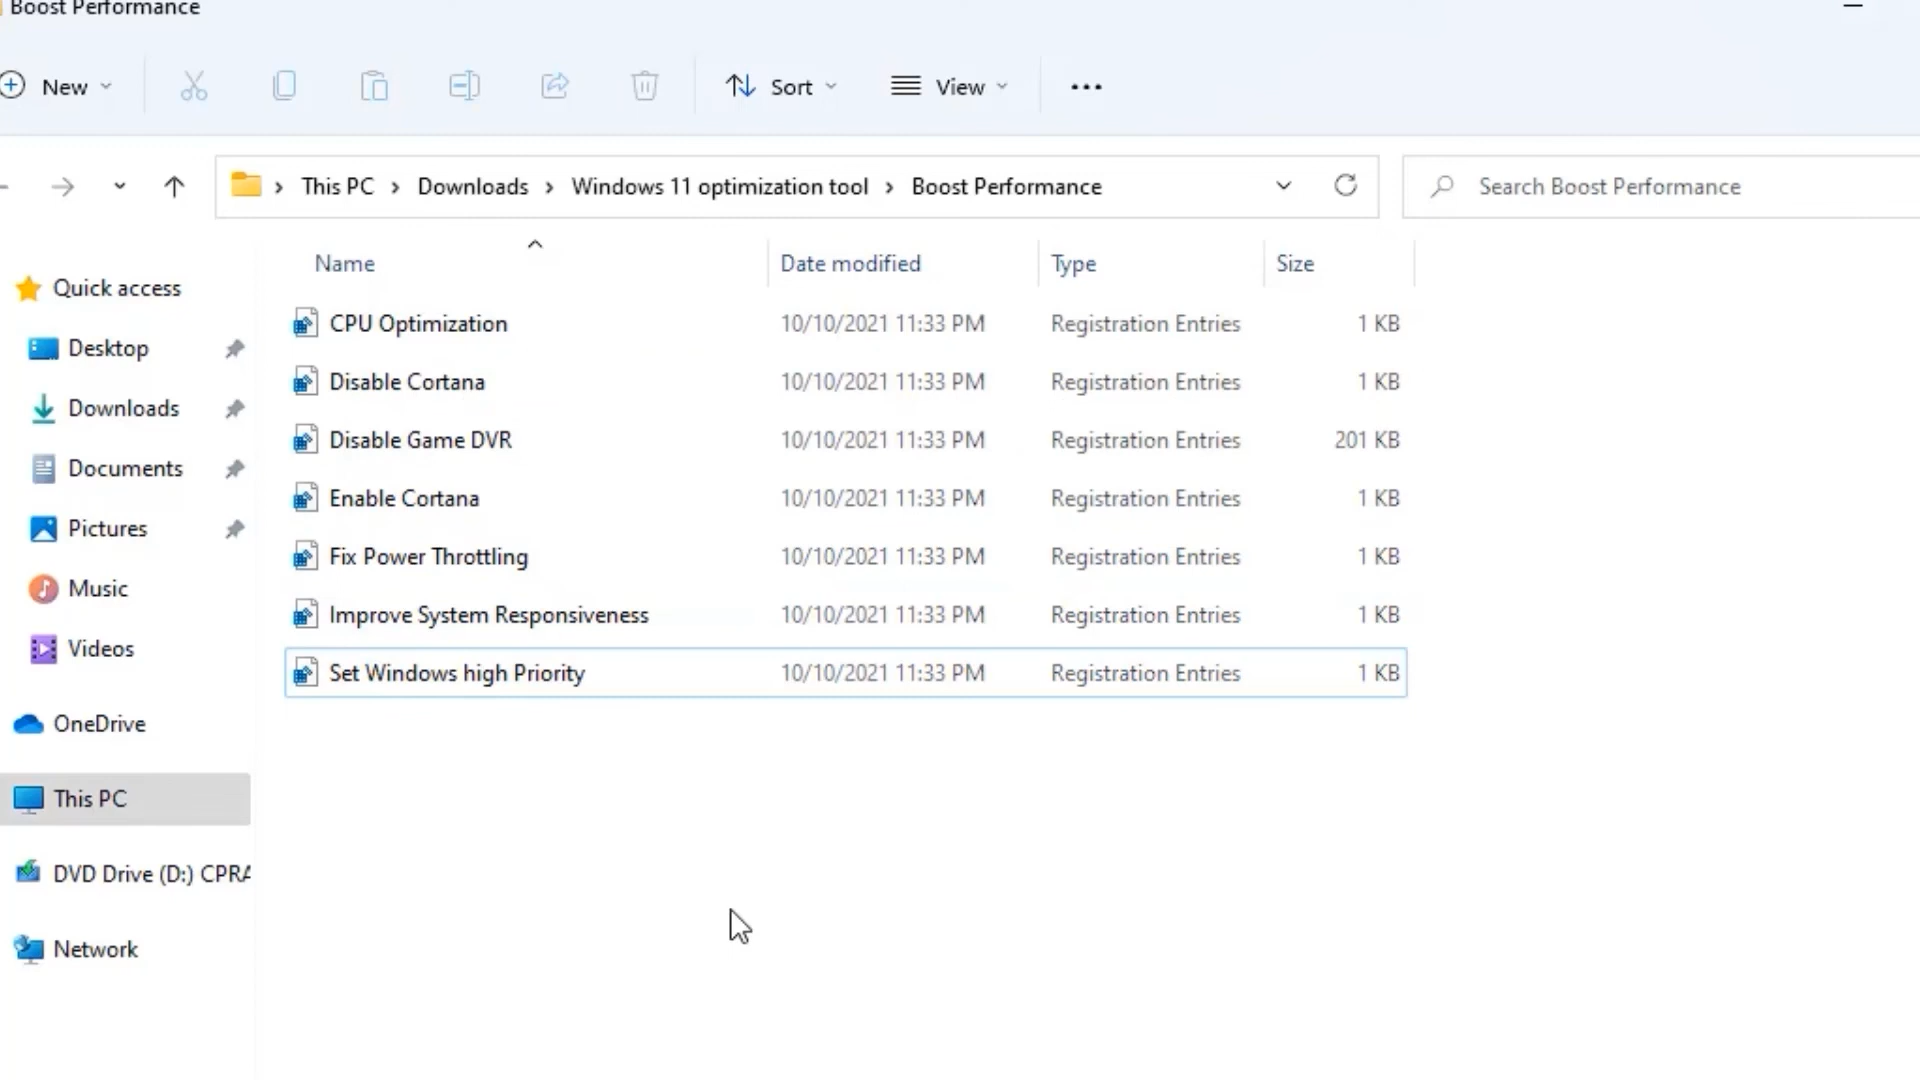 Boost Performance
New
Sort
View
This PC > Downloads > Windows 11 optimization tool > Boost Performance
Search Boost Performance
Name Date modified Type Size
Quick access
Desktop
Downloads
Documents
Pictures
Music
Videos
OneDrive
This PC
DVD Drive (D:) CPRA
Network
CPU Optimization 10/10/2021 11:33 PM Registration Entries 1 KB
Disable Cortana 10/10/2021 11:33 PM Registration Entries 1 KB
Disable Game DVR 10/10/2021 11:33 PM Registration Entries 201 KB
Enable Cortana 10/10/2021 11:33 PM Registration Entries 1 KB
Fix Power Throttling 10/10/2021 11:33 PM Registration Entries 1 KB
Improve System Responsiveness 10/10/2021 11:33 PM Registration Entries 1 KB
Set Windows high Priority 10/10/2021 11:33 PM Registration Entries 1 KB